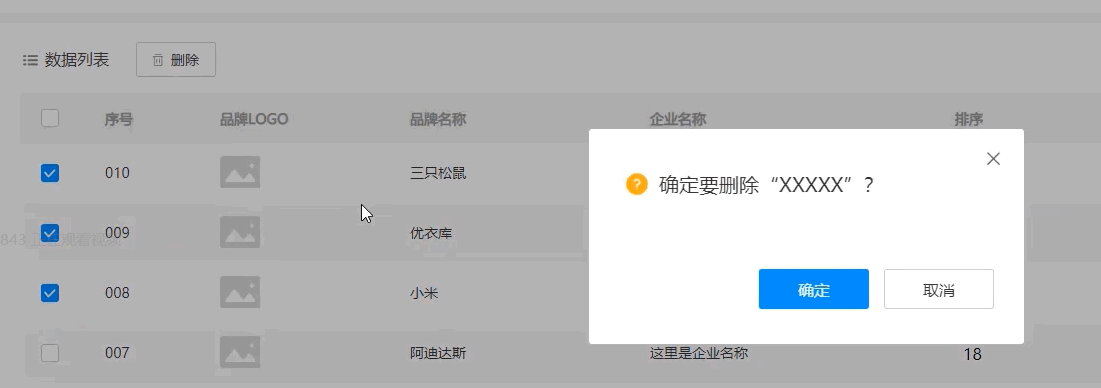 数据列表 删除
序号 品牌LOGO 品牌名称 企业名称 排序
010 三只松鼠
确定要删除“XXXXX”？
009 优衣库
008 小米
确定 取消
007 阿迪达斯 这里是企业名称 18